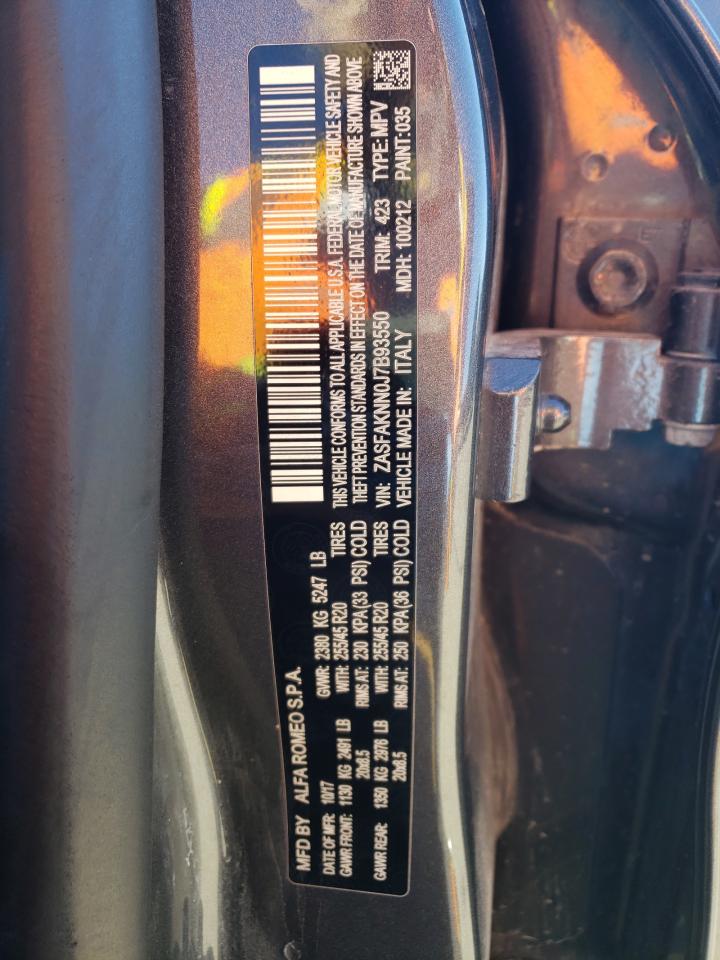 MFD BY ALFA ROMEO S.P.A.
DATE OF MFR: 10/17 GVWR: 2380 KG 5247 LB
GAWR FRONT: 1130 KG 2491 LB WITH: 255/45 R20 TIRES
20x8.5 RIMS AT: 230 KPA(33 PSI) COLD
GAWR REAR: 1350 KG 2976 LB WITH: 255/45 R20 TIRES
20x8.5 RIMS AT: 250 KPA(36 PSI) COLD
THIS VEHICLE CONFORMS TO ALL APPLICABLE U.S.A. FEDERAL MOTOR VEHICLE SAFETY AND
THEFT PREVENTION STANDARDS IN EFFECT ON THE DATE OF MANUFACTURE SHOWN ABOVE
VIN: ZASFAKNN0J7B93550 TRIM: 423 TYPE: MPV
VEHICLE MADE IN: ITALY MDH: 100212 PAINT:035